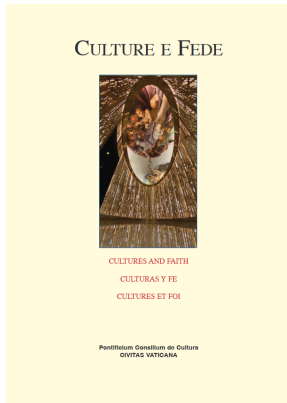 CULTURE E FEDE
CULTURES AND FAITH
CULTURAS Y FE
CULTURES ET FOI
Pontificium Consilium de Cultura
CIVITAS VATICANA